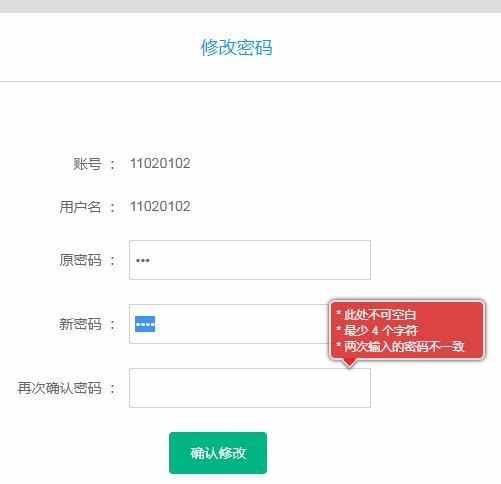 修改密码
账号 ： 11020102
用户名 ： 11020102
原密码 ： •••
新密码 ： ••••
* 此处不可空白
* 最少 4 个字符
* 两次输入的密码不一致
再次确认密码 ：
确认修改